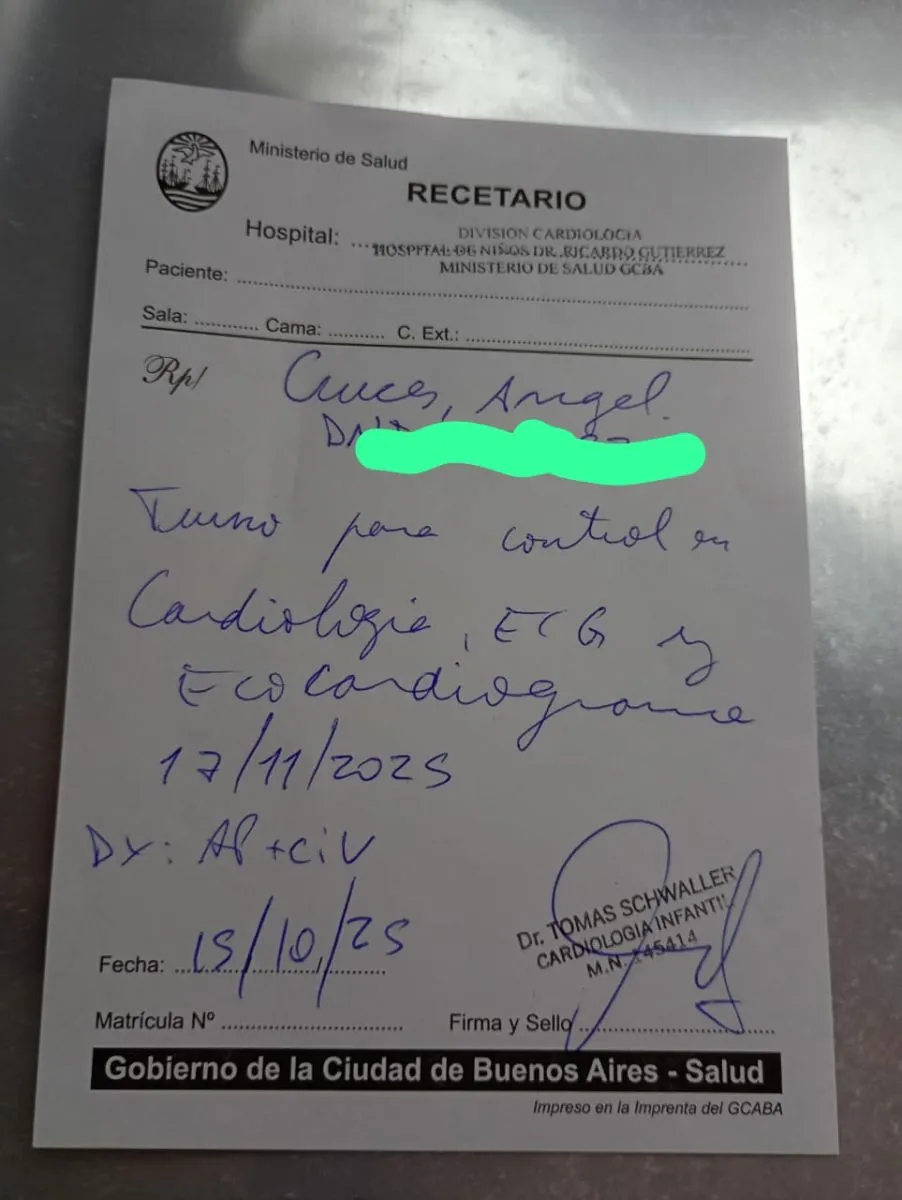 Ministerio de Salud
RECETARIO
DIVISION CARDIOLOGIA
Hospital: HOSPITAL DE NIÑOS DR. RICARDO GUTIERREZ
MINISTERIO DE SALUD GCBA
Paciente:
Sala: Cama: C. Ext.:
Rp/
Cruces, Angel.
Turno para control en
Cardiologia, ECG y
Ecocardiograma
17/11/2025
Dx: AP + CiV
Dr. TOMAS SCHWALLER
CARDIOLOGIA INFANTIL
M.N. 145414
Fecha: 15/10/25
Matrícula Nº Firma y Sello
Gobierno de la Ciudad de Buenos Aires - Salud
Impreso en la Imprenta del GCABA